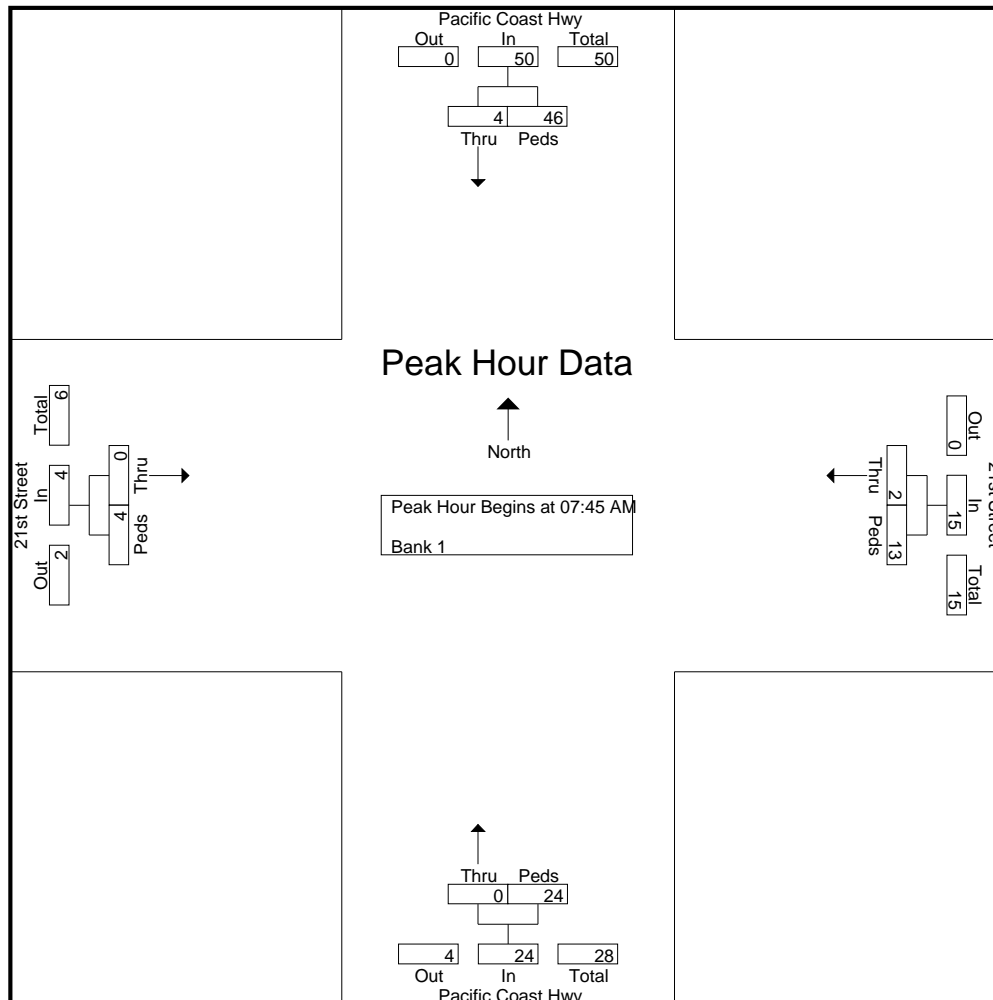 Pacific Coast Hwy
Out In Total
0 50 50
4 46
Thru Peds
Peak Hour Data
North
Peak Hour Begins at 07:45 AM
Bank 1
21st Street
Total In Out
6 4 2
0 4
Thru Peds
Thru Peds
2 13
Out In Total
0 15 15
Street
Thru Peds
0 24
4 24 28
Out In Total
Pacific Coast Hwy